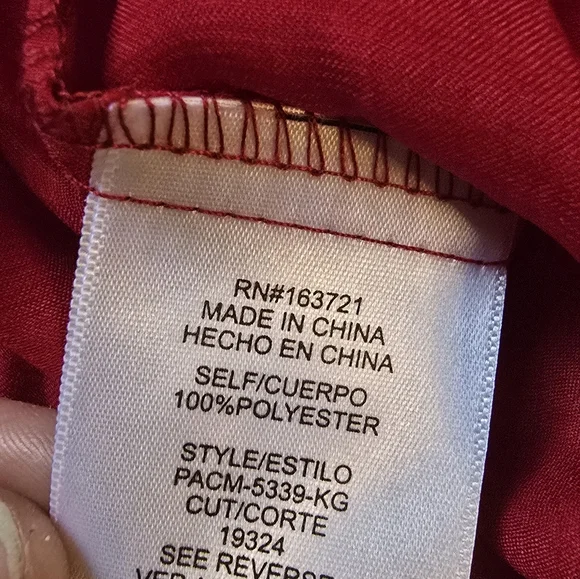 RN#163721
MADE IN CHINA
HECHO EN CHINA
SELF/CUERPO
100%POLYESTER
STYLE/ESTILO
PACM-5339-KG
CUT/CORTE
19324
SEE REVERSE
VER